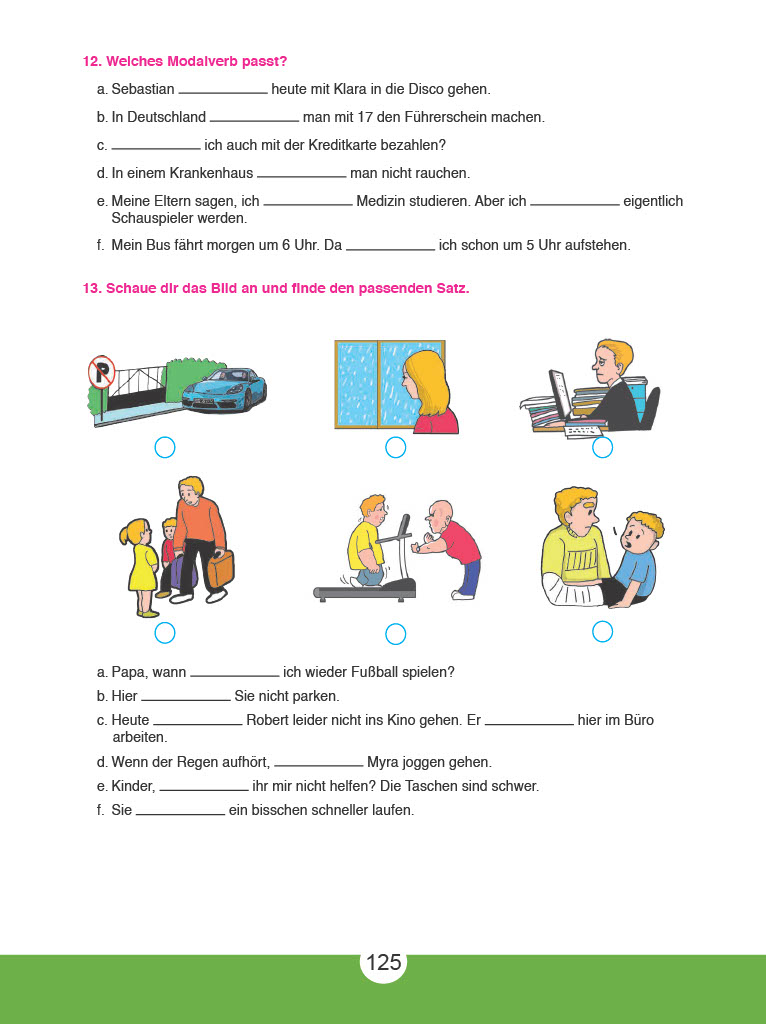 12. Welches Modalverb passt?
a. Sebastian ___________ heute mit Klara in die Disco gehen.
b. In Deutschland ___________ man mit 17 den Führerschein machen.
c. ___________ ich auch mit der Kreditkarte bezahlen?
d. In einem Krankenhaus ___________ man nicht rauchen.
e. Meine Eltern sagen, ich ___________ Medizin studieren. Aber ich ___________ eigentlich
Schauspieler werden.
f. Mein Bus fährt morgen um 6 Uhr. Da ___________ ich schon um 5 Uhr aufstehen.
13. Schaue dir das Bild an und finde den passenden Satz.
P
a. Papa, wann ___________ ich wieder Fußball spielen?
b. Hier ___________ Sie nicht parken.
c. Heute ___________ Robert leider nicht ins Kino gehen. Er ___________ hier im Büro
arbeiten.
d. Wenn der Regen aufhört, ___________ Myra joggen gehen.
e. Kinder, ___________ ihr mir nicht helfen? Die Taschen sind schwer.
f. Sie ___________ ein bisschen schneller laufen.
125